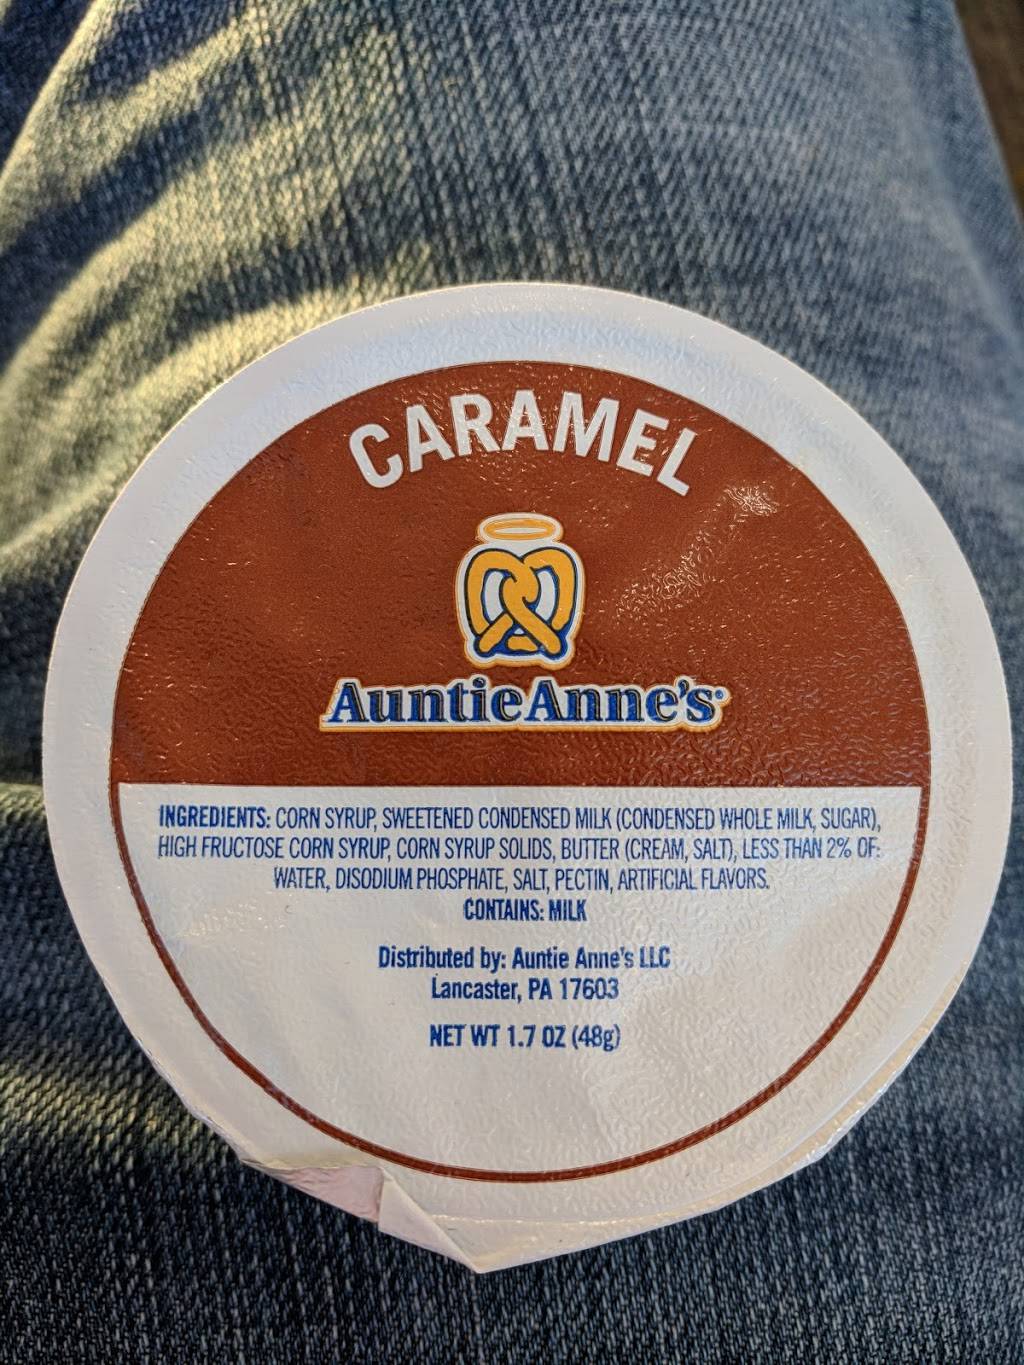 CARAMEL
Auntie Anne's®
INGREDIENTS: CORN SYRUP, SWEETENED CONDENSED MILK (CONDENSED WHOLE MILK, SUGAR),
HIGH FRUCTOSE CORN SYRUP, CORN SYRUP SOLIDS, BUTTER (CREAM, SALT), LESS THAN 2% OF:
WATER, DISODIUM PHOSPHATE, SALT, PECTIN, ARTIFICIAL FLAVORS.
CONTAINS: MILK
Distributed by: Auntie Anne's LLC
Lancaster, PA 17603
NET WT 1.7 OZ (48g)